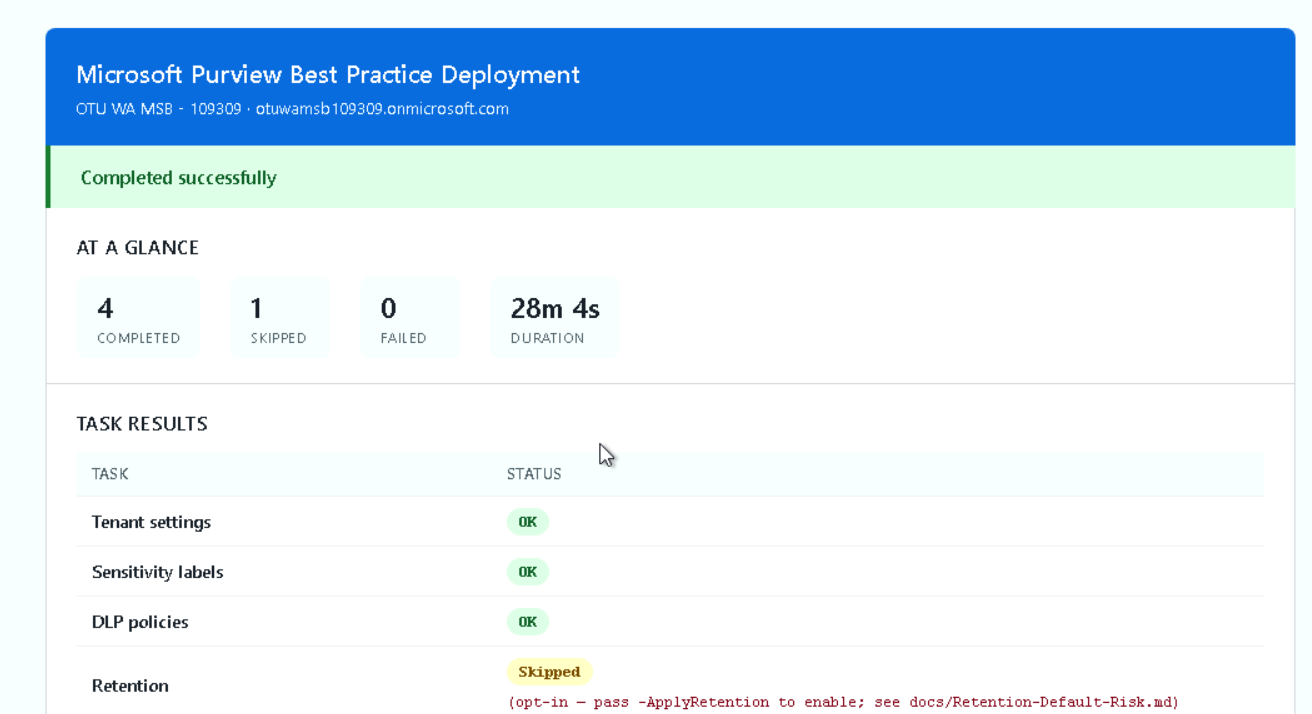 Microsoft Purview Best Practice Deployment
OTU WA MSB - 109309 · otuwamsb109309.onmicrosoft.com
Completed successfully
AT A GLANCE
4
COMPLETED
1
SKIPPED
0
FAILED
28m 4s
DURATION
TASK RESULTS
TASK STATUS
Tenant settings OK
Sensitivity labels OK
DLP policies OK
Retention Skipped
(opt-in — pass -ApplyRetention to enable; see docs/Retention-Default-Risk.md)